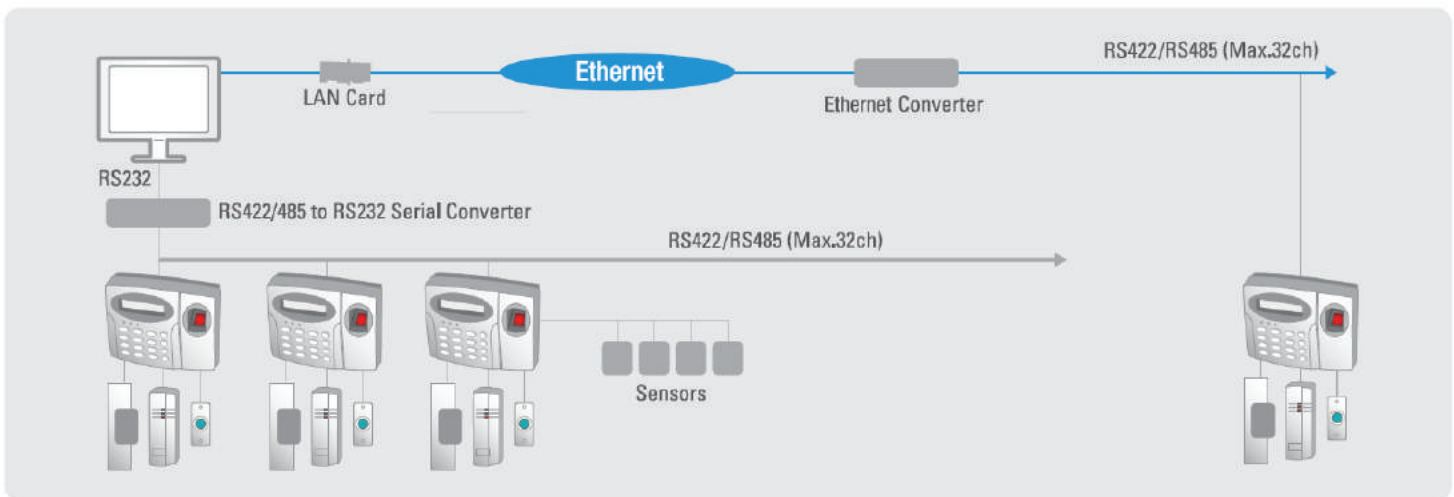 RS422/RS485 (Max.32ch)
Ethernet
LAN Card
Ethernet Converter
RS232
RS422/485 to RS232 Serial Converter
RS422/RS485 (Max.32ch)
Sensors